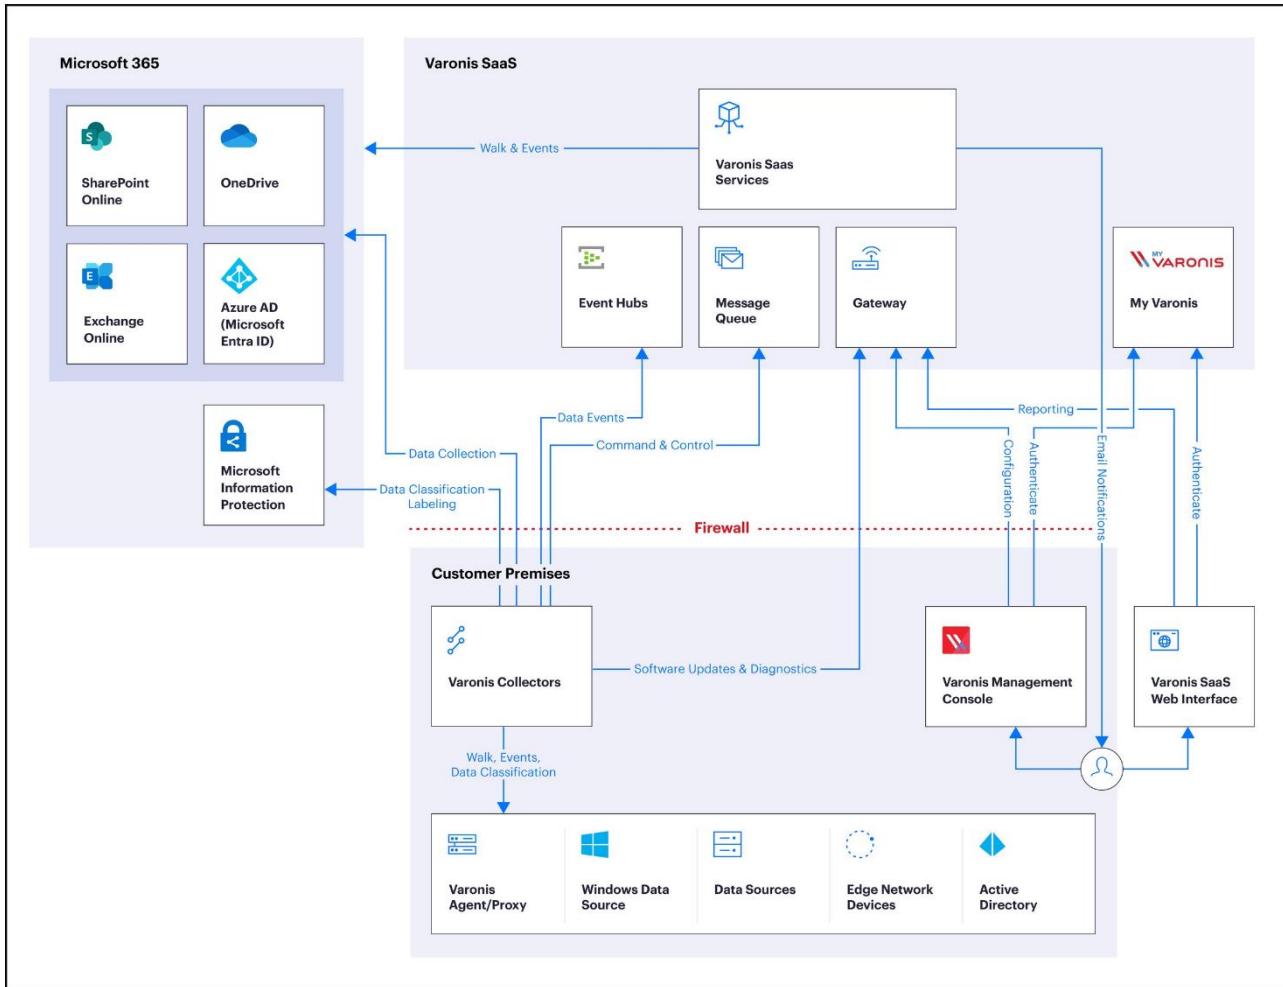 Microsoft 365
Varonis SaaS
SharePoint
Online
OneDrive
Exchange
Online
Azure AD
(Microsoft
Entra ID)
Microsoft
Information
Protection
Walk & Events
Varonis Saas
Services
Event Hubs
Message
Queue
Gateway
MY
VARONIS
My Varonis
Data Events
Command & Control
Data Collection
Data Classification
Labeling
Reporting
Configuration
Authenticate
Email Notifications
Authenticate
Firewall
Customer Premises
Varonis Collectors
Software Updates & Diagnostics
Varonis Management
Console
Varonis SaaS
Web Interface
Walk, Events,
Data Classification
Varonis
Agent/Proxy
Windows Data
Source
Data Sources
Edge Network
Devices
Active
Directory